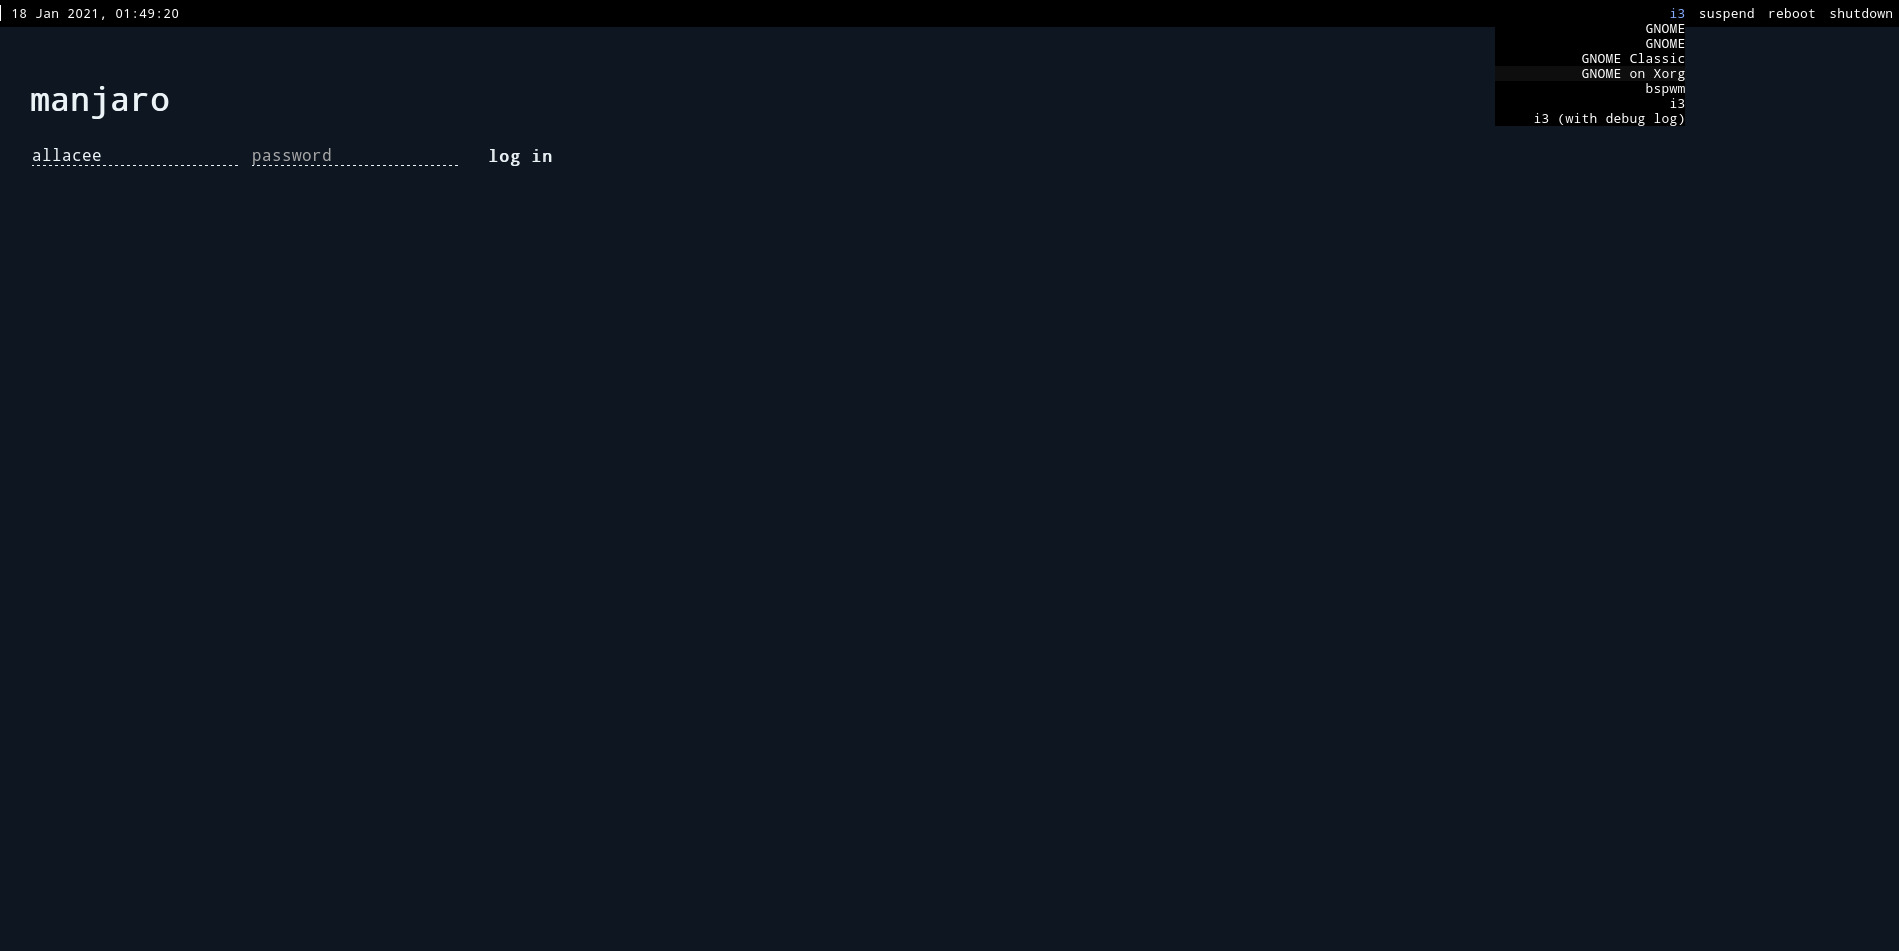 18 Jan 2021, 01:49:20 i3 suspend reboot shutdown
GNOME
GNOME
GNOME Classic
GNOME on Xorg
bspwm
i3
i3 (with debug log)
manjaro
allacee password log in